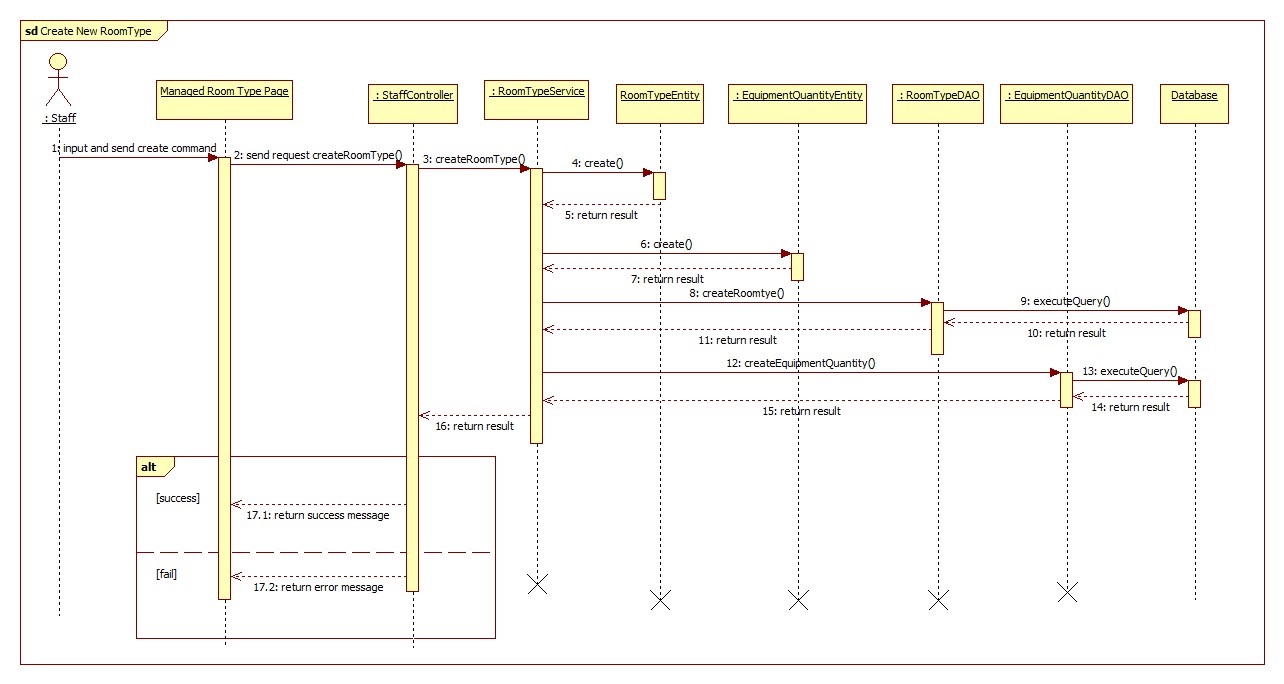 sd Create New RoomType
: Staff
Managed Room Type Page
: StaffController
: RoomTypeService
RoomTypeEntity
: EquipmentQuantityEntity
: RoomTypeDAO
: EquipmentQuantityDAO
Database
1: input and send create command
2: send request createRoomType()
3: createRoomType()
4: create()
5: return result
6: create()
7: return result
8: createRoomtye()
9: executeQuery()
10: return result
11: return result
12: createEquipmentQuantity()
13: executeQuery()
14: return result
15: return result
16: return result
alt
[success]
17.1: return success message
[fail]
17.2: return error message